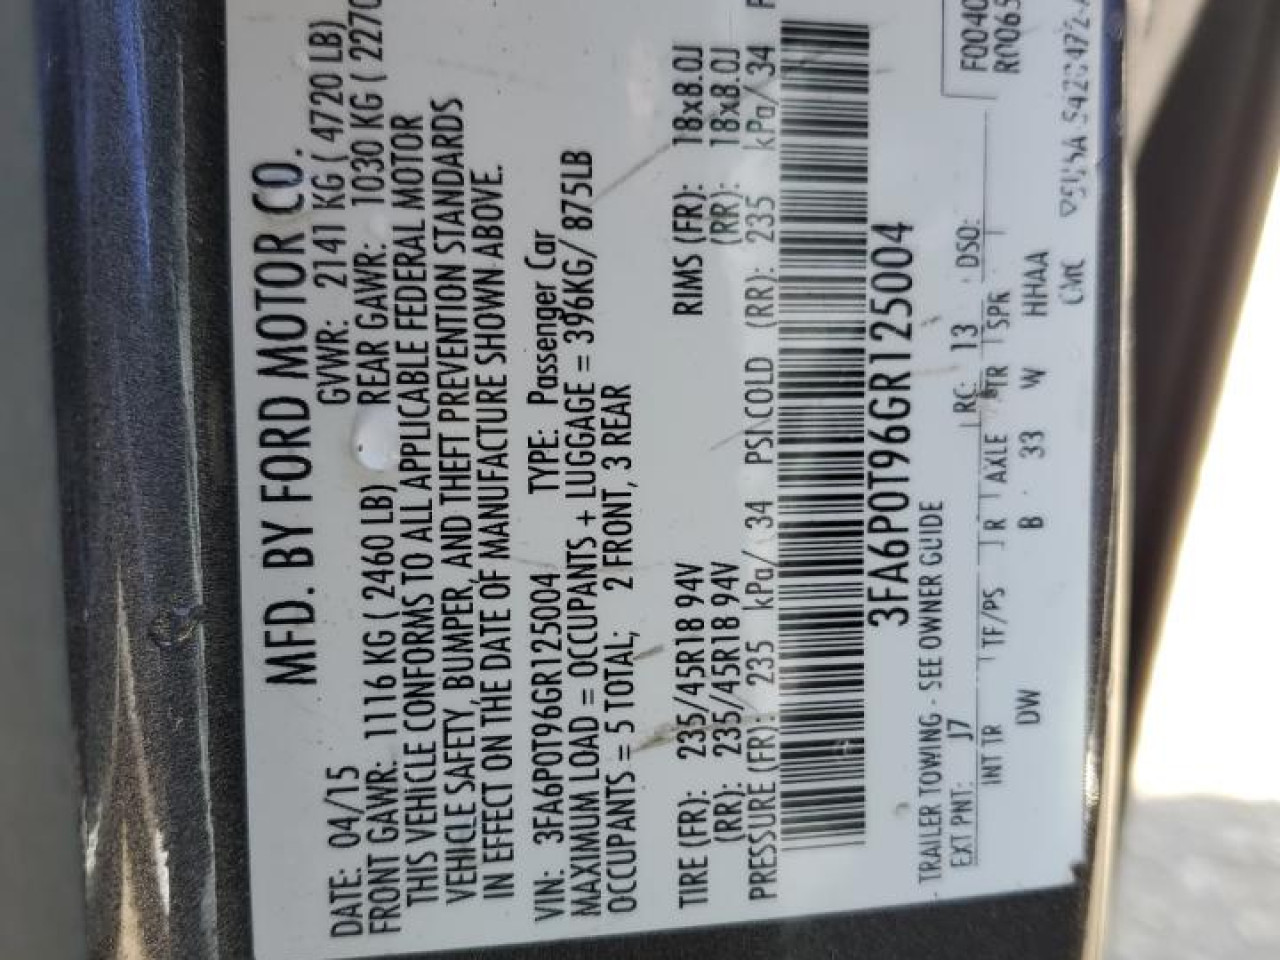 MFD. BY FORD MOTOR CO.
DATE: 04/15 GVWR: 2141 KG ( 4720 LB)
FRONT GAWR: 1116 KG ( 2460 LB) REAR GAWR: 1030 KG ( 2270
THIS VEHICLE CONFORMS TO ALL APPLICABLE FEDERAL MOTOR
VEHICLE SAFETY, BUMPER, AND THEFT PREVENTION STANDARDS
IN EFFECT ON THE DATE OF MANUFACTURE SHOWN ABOVE.
VIN: 3FA6P0T96GR125004 TYPE: Passenger Car
MAXIMUM LOAD = OCCUPANTS + LUGGAGE = 396KG/ 875LB
OCCUPANTS = 5 TOTAL; 2 FRONT, 3 REAR
TIRE (FR): 235/45R18 94V RIMS (FR): 18x8.0J
(RR): 235/45R18 94V (RR): 18x8.0J
PRESSURE (FR): 235 kPa/ 34 PSI COLD (RR): 235 kPa/ 34 P
3FA6P0T96GR125004
TRAILER TOWING - SEE OWNER GUIDE
F0040
R0065
EXT PNT: J7 RC: 13 DSO:
INT TR TF/PS R AXLE TR SPR
DW B 33 W HHAA